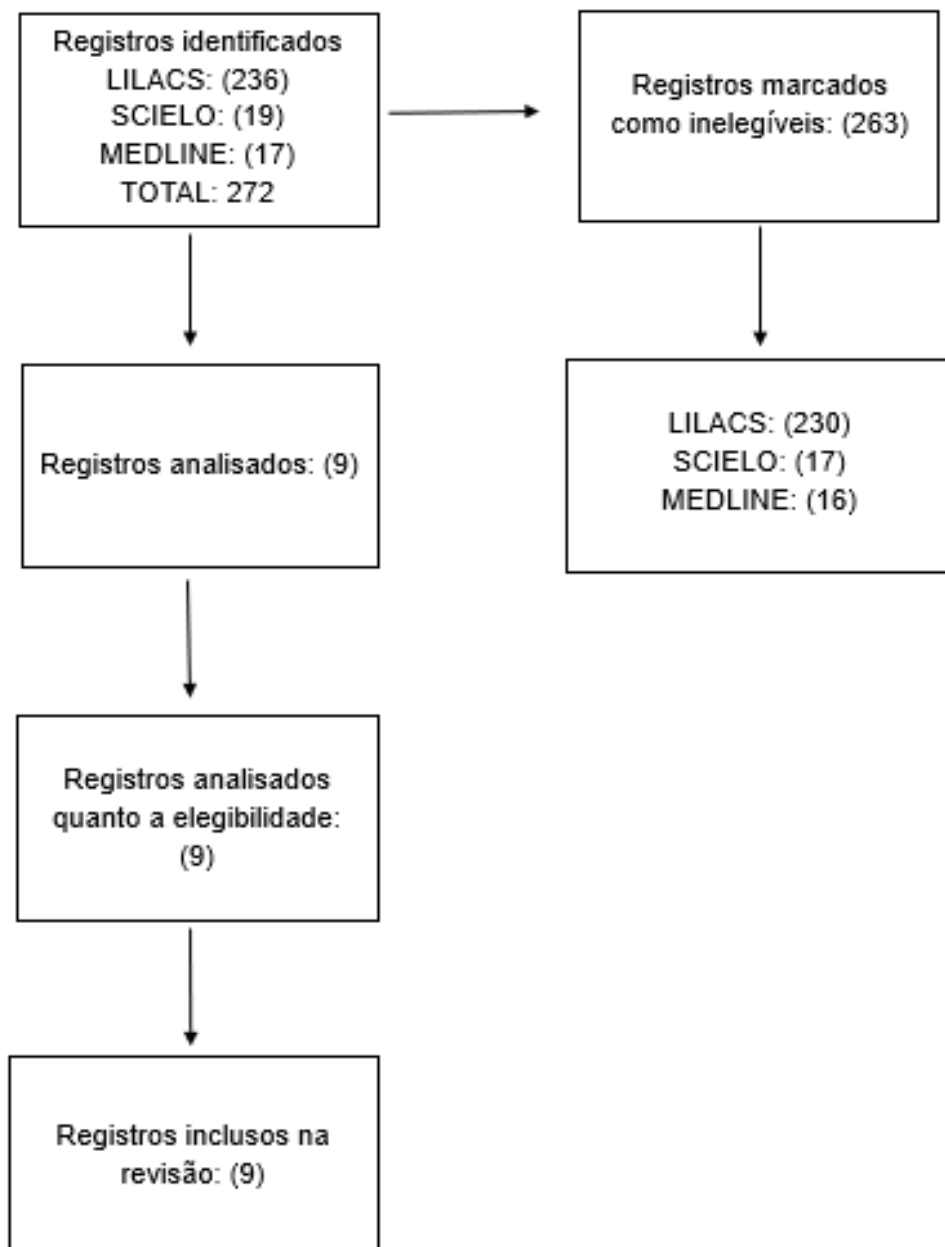 Registros identificados
LILACS: (236)
SCIELO: (19)
MEDLINE: (17)
TOTAL: 272
Registros marcados
como inelegíveis: (263)
Registros analisados: (9)
LILACS: (230)
SCIELO: (17)
MEDLINE: (16)
Registros analisados
quanto a elegibilidade:
(9)
Registros inclusos na
revisão: (9)